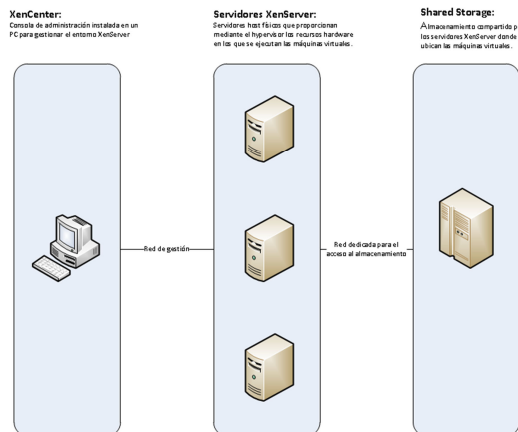 XenCenter:
Consola de administración instalada en un
PC para gestionar el entorno XenServer
Servidores XenServer:
Servidores host físicos que proporcionan
mediante el hypervisor los recursos hardware
en los que se ejecutan las máquinas virtuales.
Shared Storage:
Almacenamiento compartido p
los servidores XenServer donde
ubican las máquinas virtuales.
Red de gestión
Red dedicada para el
acceso al almacenamiento